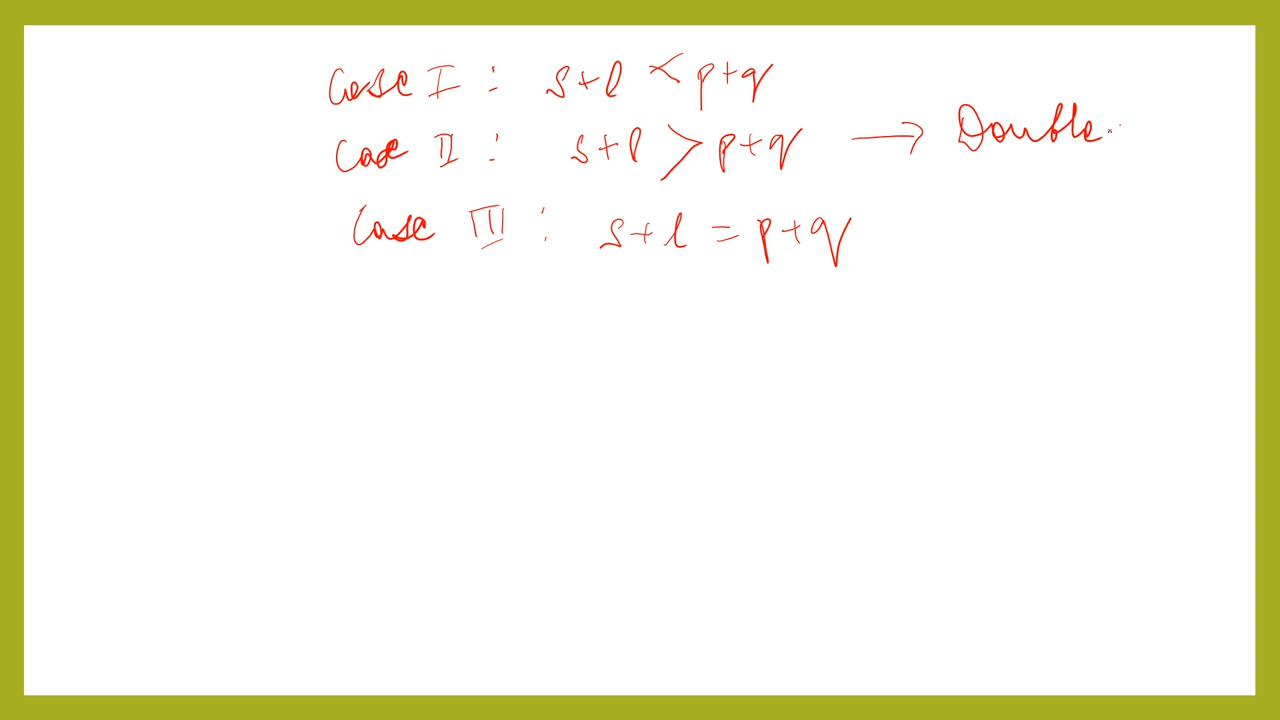 Case I : s+l < p+q
Case II : s+l > p+q → Double
Case III : s+l = p+q